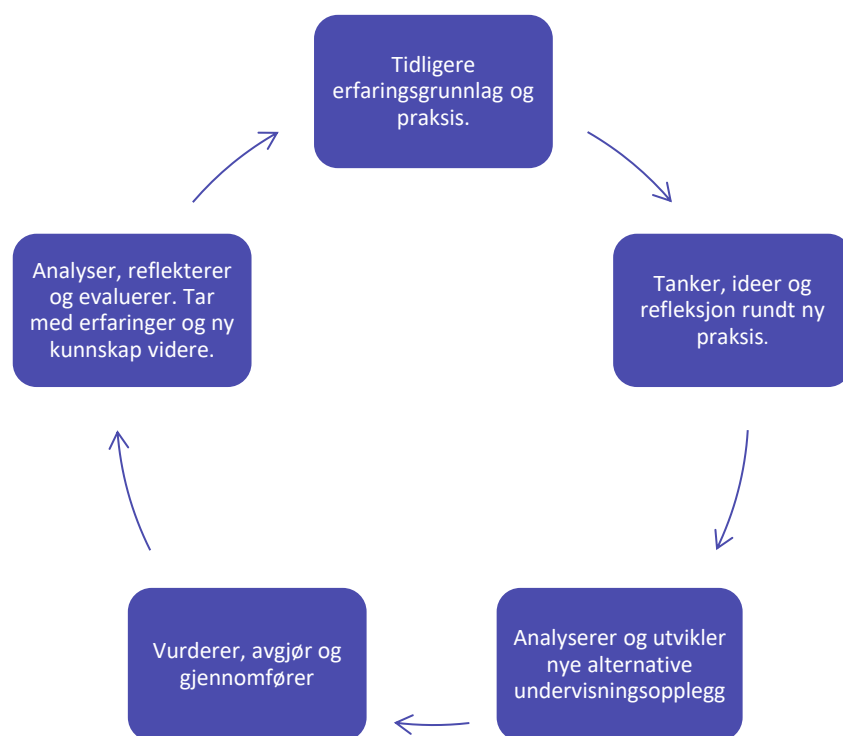 Tidligere
erfaringsgrunnlag og
praksis.
Tanker, ideer og
refleksjon rundt ny
praksis.
Analyserer og utvikler
nye alternative
undervisningsopplegg
Vurderer, avgjør og
gjennomfører
Analyser, reflekterer
og evaluerer. Tar
med erfaringer og ny
kunnskap videre.